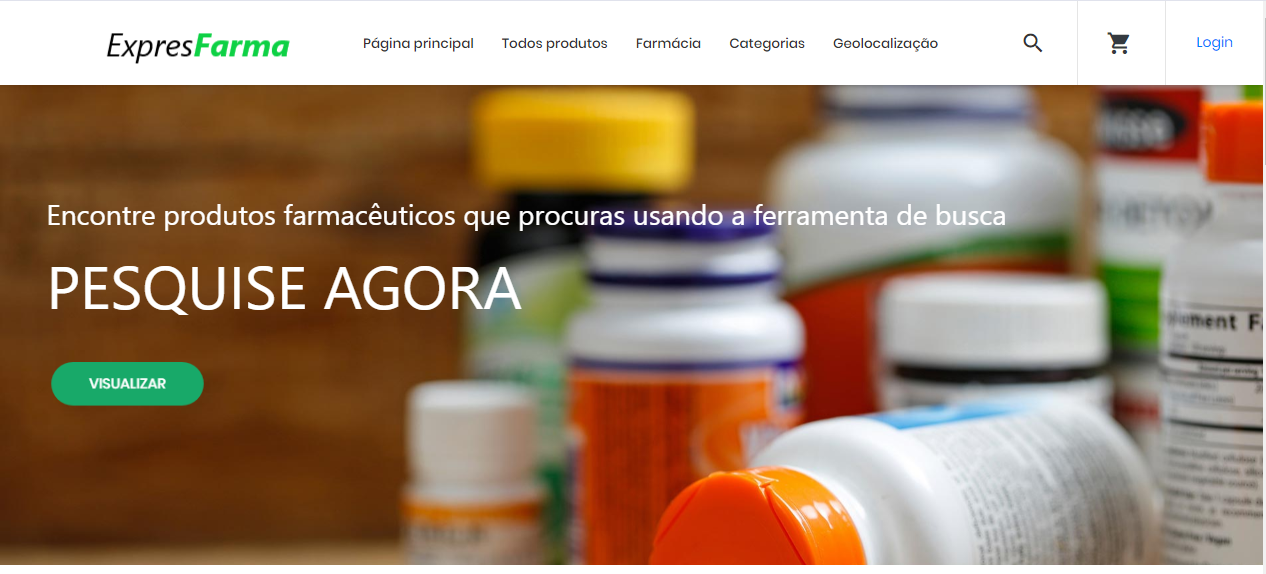 ExpresFarma
Página principal
Todos produtos
Farmácia
Categorias
Geolocalização
Login
Encontre produtos farmacêuticos que procuras usando a ferramenta de busca
PESQUISE AGORA
VISUALIZAR